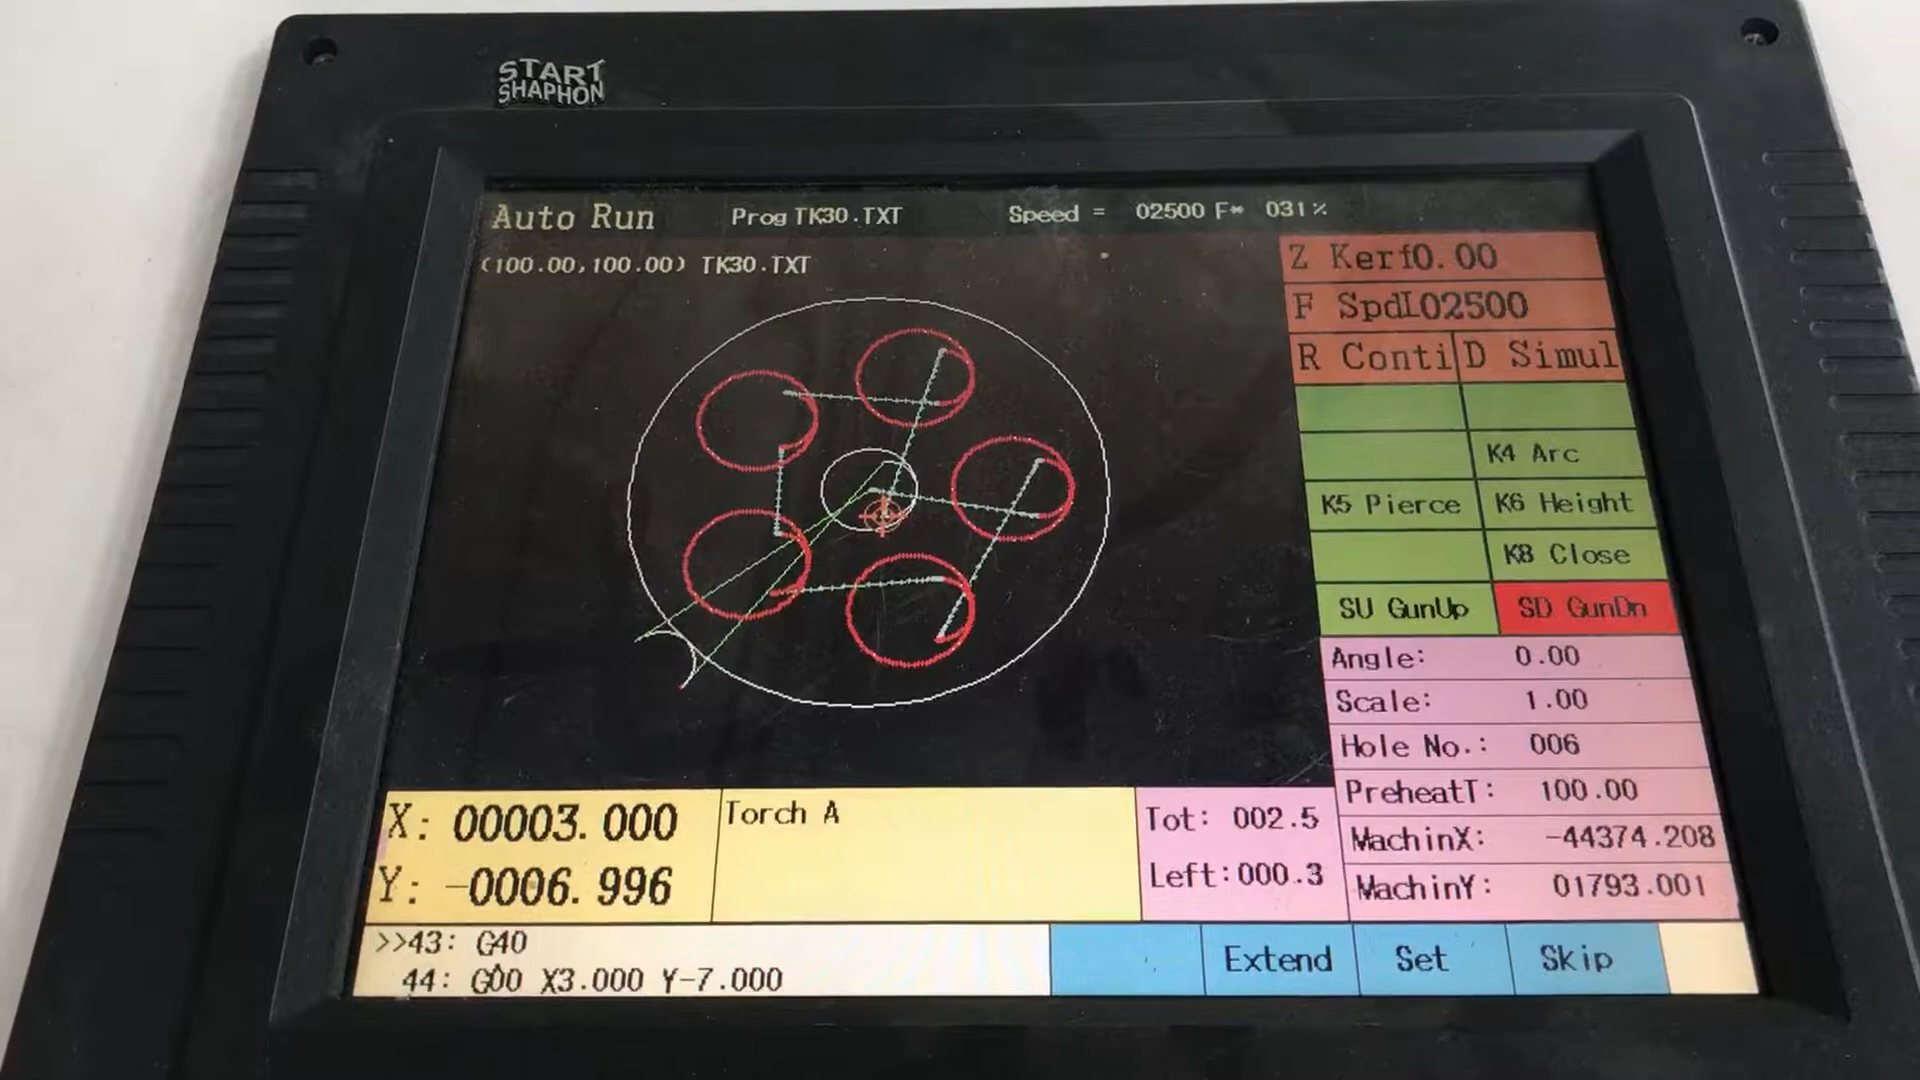 START
SHAPHON
Auto Run Prog TK30.TXT Speed = 02500 F* 031%
(100.00,100.00) TK30.TXT
Z Kerf0.00
F SpdL02500
R Conti D Simul
K4 Arc
K5 Pierce K6 Height
K8 Close
SU GunUp SD GunDn
Angle: 0.00
Scale: 1.00
Hole No.: 006
PreheatT: 100.00
MachinX: -44374.208
MachinY: 01793.001
X: 00003.000 Torch A Tot: 002.5
Y: -0006.996 Left:000.3
>>43: G40
44: G00 X3.000 Y-7.000
Extend Set Skip